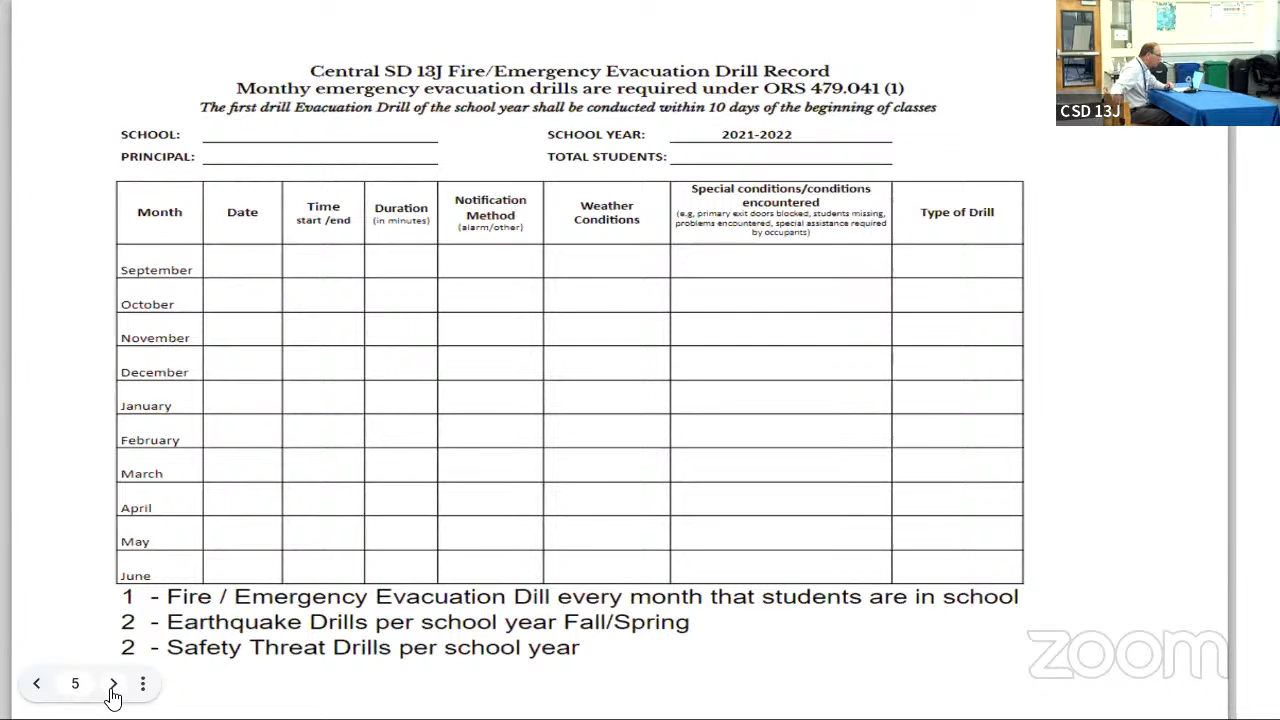 Central SD 13J Fire/Emergency Evacuation Drill Record
Monthy emergency evacuation drills are required under ORS 479.041 (1)
The first drill Evacuation Drill of the school year shall be conducted within 10 days of the beginning of classes
SCHOOL:
SCHOOL YEAR: 2021-2022
PRINCIPAL:
TOTAL STUDENTS:
Month
Date
Time
start /end
Duration
(in minutes)
Notification
Method
(alarm/other)
Weather
Conditions
Special conditions/conditions
encountered
(e.g, primary exit doors blocked, students missing,
problems encountered, special assistance required
by occupants)
Type of Drill
September
October
November
December
January
February
March
April
May
June
1 - Fire / Emergency Evacuation Dill every month that students are in school
2 - Earthquake Drills per school year Fall/Spring
2 - Safety Threat Drills per school year
5
CSD 13J
zoom